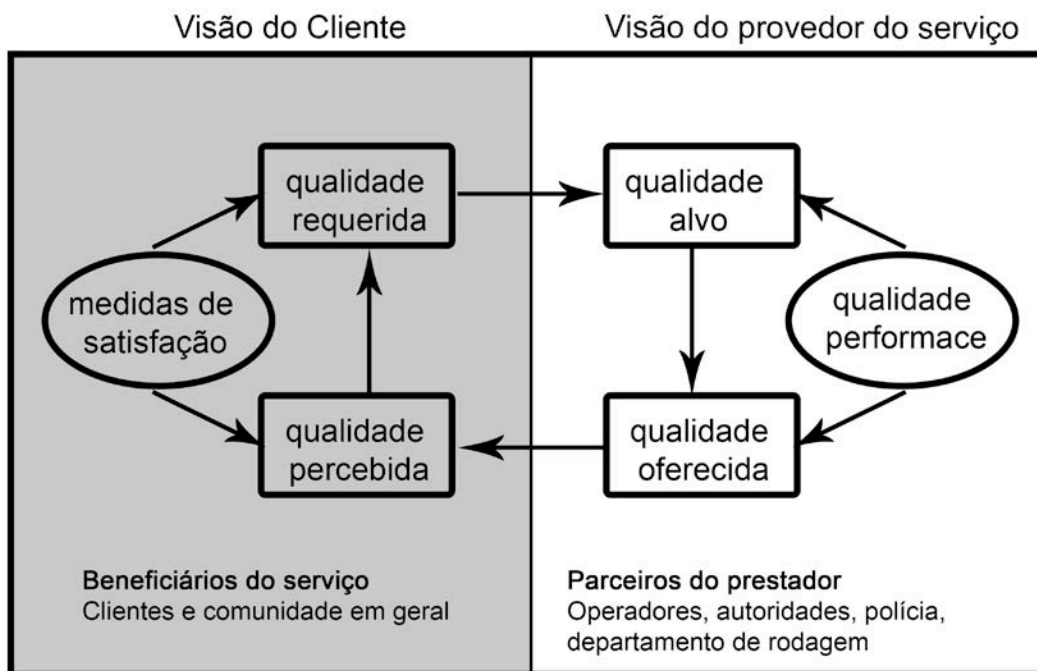 Visão do Cliente
Visão do provedor do serviço
qualidade
requerida
qualidade
alvo
medidas de
satisfação
qualidade
performace
qualidade
percebida
qualidade
oferecida
Beneficiários do serviço
Clientes e comunidade em geral
Parceiros do prestador
Operadores, autoridades, polícia,
departamento de rodagem